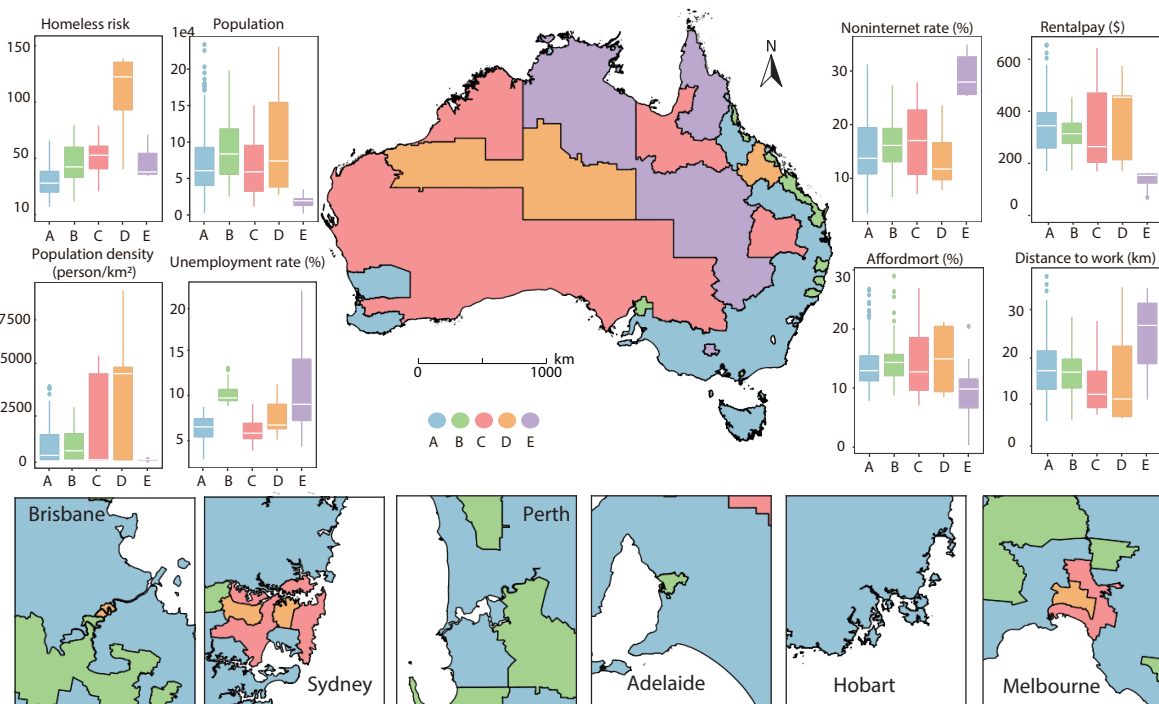 Homeless risk
150
100
50
10
A B C D E
Population
1e4
20
15
10
5
0
A B C D E
Population density
(person/km²)
7500
5000
2500
0
A B C D E
Unemployment rate (%)
20
15
10
5
A B C D E
N
km
0 1000
A B C D E
Noninternet rate (%)
30
20
10
A B C D E
Rentalpay ($)
600
400
200
0
A B C D E
Affordmort (%)
30
20
10
0
A B C D E
Distance to work (km)
30
20
10
0
A B C D E
Brisbane
Sydney
Perth
Adelaide
Hobart
Melbourne